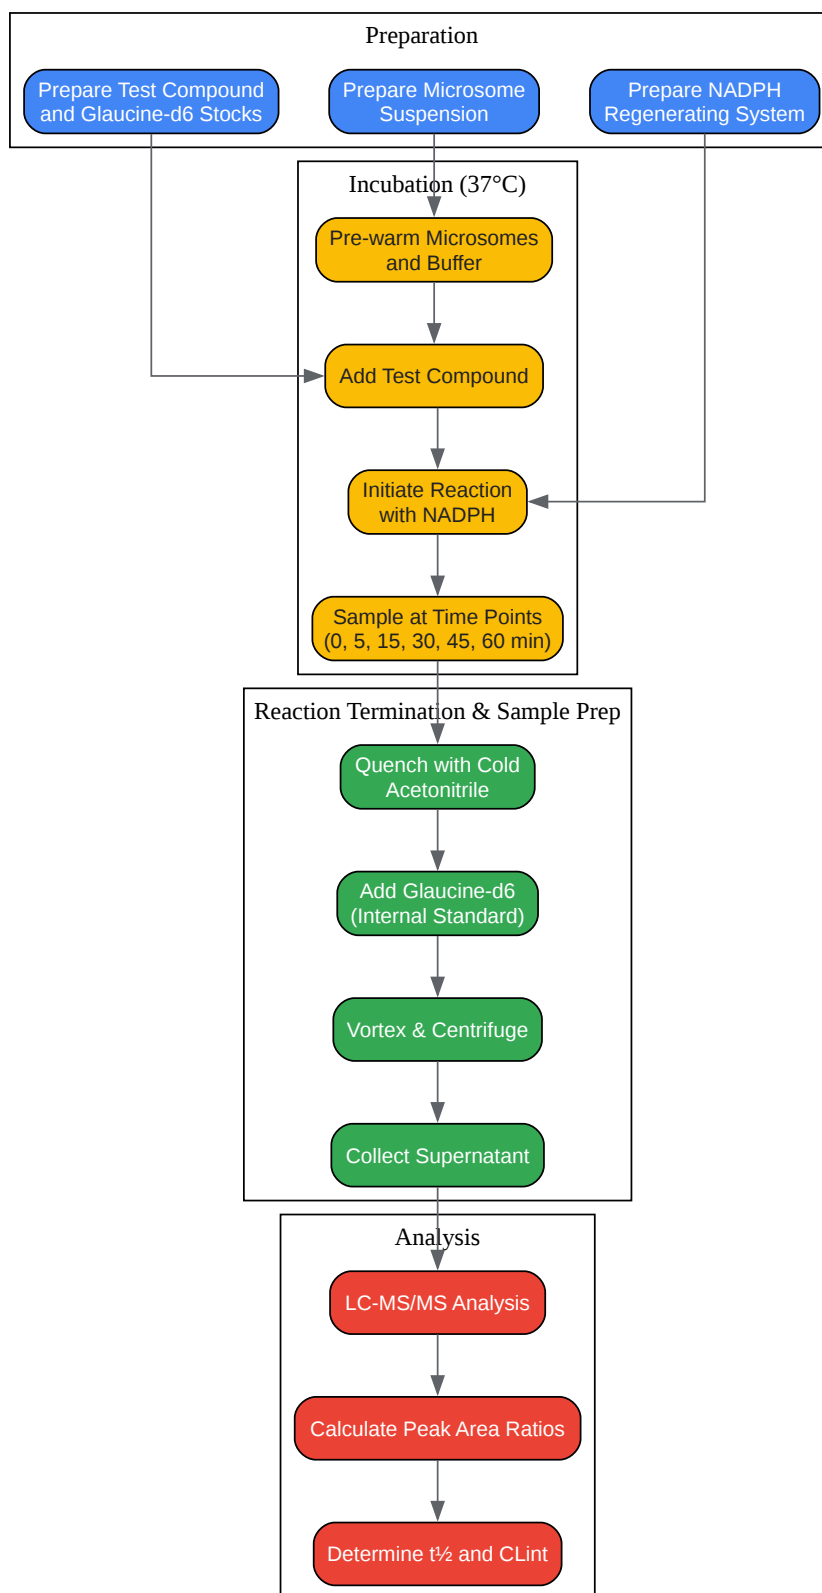 Preparation
Prepare Test Compound
and Glaucine-d6 Stocks
Prepare Microsome
Suspension
Prepare NADPH
Regenerating System
Incubation (37°C)
Pre-warm Microsomes
and Buffer
Add Test Compound
Initiate Reaction
with NADPH
Sample at Time Points
(0, 5, 15, 30, 45, 60 min)
Reaction Termination & Sample Prep
Quench with Cold
Acetonitrile
Add Glaucine-d6
(Internal Standard)
Vortex & Centrifuge
Collect Supernatant
Analysis
LC-MS/MS Analysis
Calculate Peak Area Ratios
Determine t½ and CLint